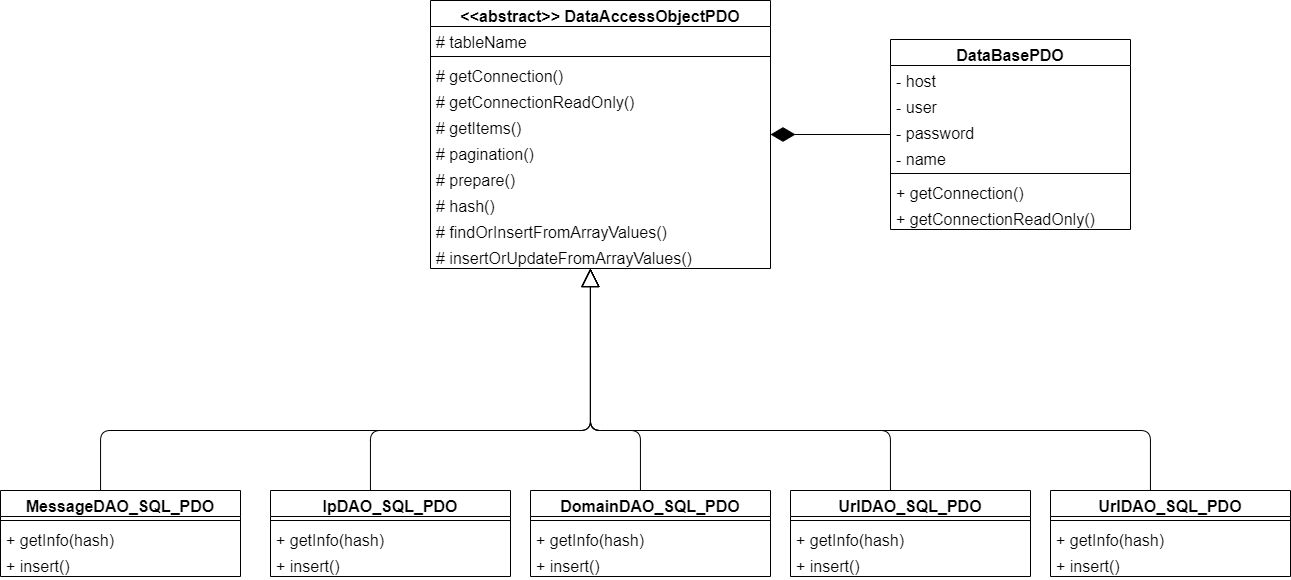 <<abstract>> DataAccessObjectPDO
# tableName
# getConnection()
# getConnectionReadOnly()
# getItems()
# pagination()
# prepare()
# hash()
# findOrInsertFromArrayValues()
# insertOrUpdateFromArrayValues()
DataBasePDO
- host
- user
- password
- name
+ getConnection()
+ getConnectionReadOnly()
MessageDAO_SQL_PDO
+ getInfo(hash)
+ insert()
IpDAO_SQL_PDO
+ getInfo(hash)
+ insert()
DomainDAO_SQL_PDO
+ getInfo(hash)
+ insert()
UrlDAO_SQL_PDO
+ getInfo(hash)
+ insert()
UrlDAO_SQL_PDO
+ getInfo(hash)
+ insert()